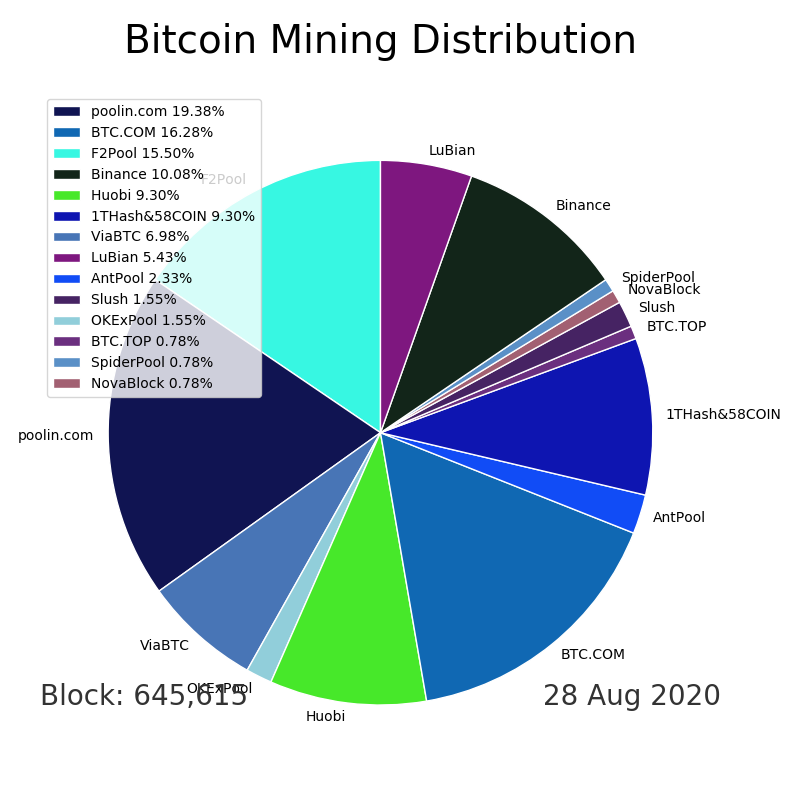 Bitcoin Mining Distribution
poolin.com 19.38%
BTC.COM 16.28%
F2Pool 15.50%
Binance 10.08%
Huobi 9.30%
1THash&58COIN 9.30%
ViaBTC 6.98%
LuBian 5.43%
AntPool 2.33%
Slush 1.55%
OKExPool 1.55%
BTC.TOP 0.78%
SpiderPool 0.78%
NovaBlock 0.78%
F2Pool
LuBian
Binance
SpiderPool
NovaBlock
Slush
BTC.TOP
1THash&58COIN
AntPool
BTC.COM
Huobi
OKExPool
ViaBTC
poolin.com
Block: 645,615
28 Aug 2020